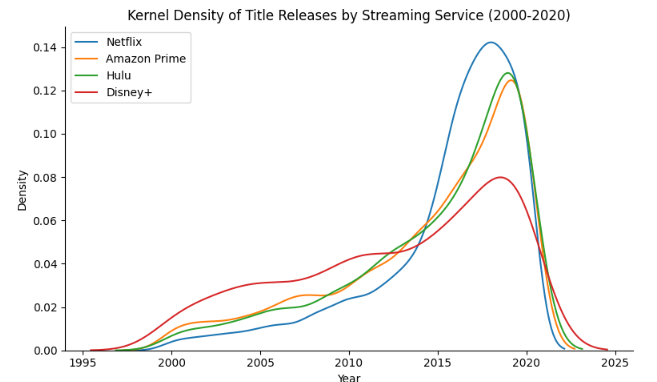 Kernel Density of Title Releases by Streaming Service (2000-2020)
Netflix
Amazon Prime
Hulu
Disney+
Density
0.14
0.12
0.10
0.08
0.06
0.04
0.02
0.00
1995 2000 2005 2010 2015 2020 2025
Year